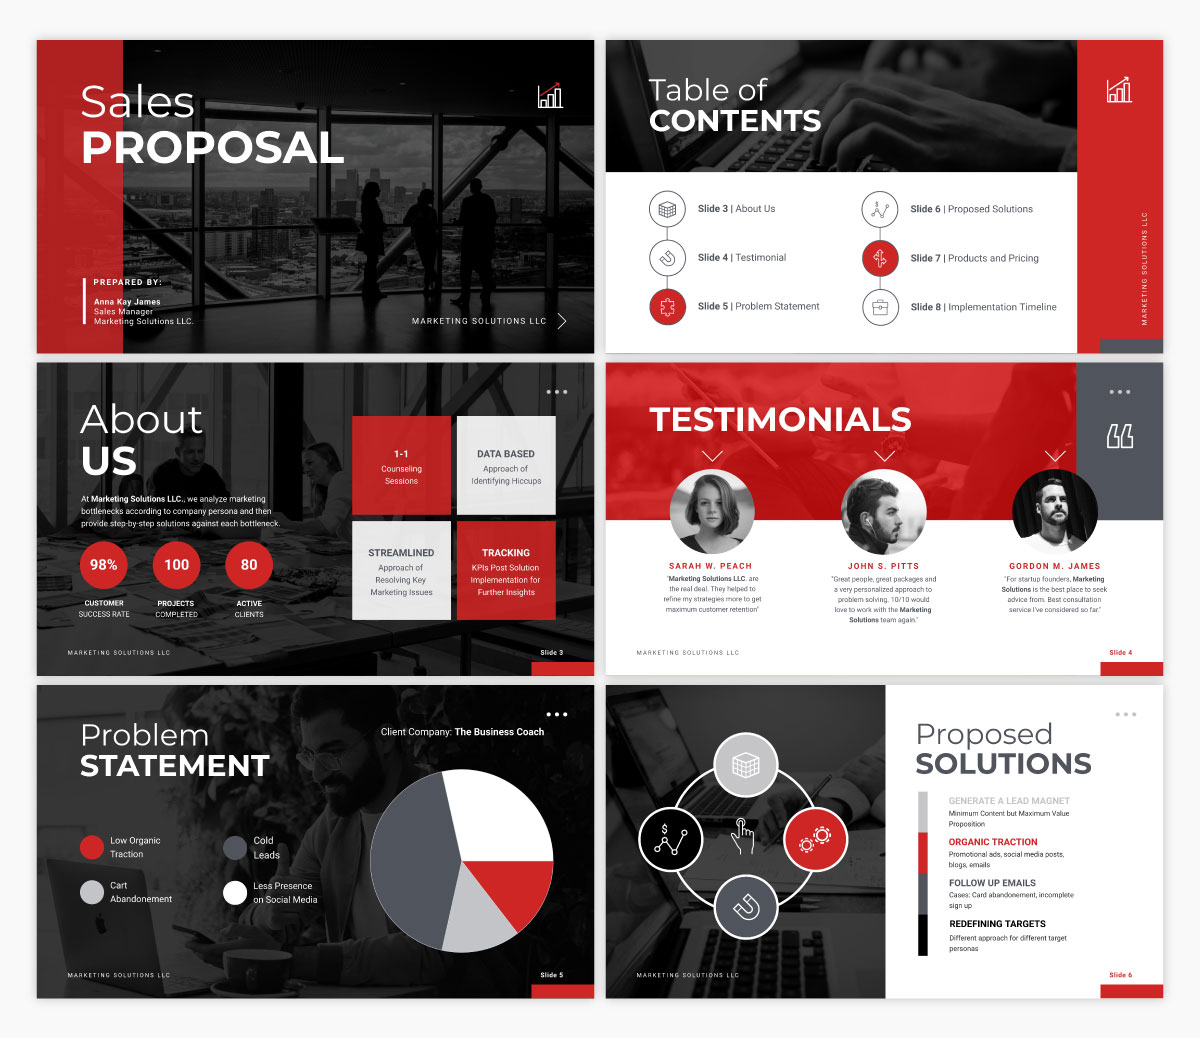 Sales
PROPOSAL
PREPARED BY:
Anna Kay James
Sales Manager
Marketing Solutions LLC.
MARKETING SOLUTIONS LLC
Table of
CONTENTS
Slide 3 | About Us
Slide 4 | Testimonial
Slide 5 | Problem Statement
Slide 6 | Proposed Solutions
Slide 7 | Products and Pricing
Slide 8 | Implementation Timeline
MARKETING SOLUTIONS LLC
About
US
At Marketing Solutions LLC., we analyze marketing
bottlenecks according to company persona and then
provide step-by-step solutions against each bottleneck.
98%
CUSTOMER
SUCCESS RATE
100
PROJECTS
COMPLETED
80
ACTIVE
CLIENTS
1-1
Counseling
Sessions
DATA BASED
Approach of
Identifying Hiccups
STREAMLINED
Approach of
Resolving Key
Marketing Issues
TRACKING
KPIs Post Solution
Implementation for
Further Insights
MARKETING SOLUTIONS LLC
Slide 3
TESTIMONIALS
SARAH W. PEACH
"Marketing Solutions LLC. are
the real deal. They helped to
refine my strategies more to get
maximum customer retention"
JOHN S. PITTS
"Great people, great packages and
a very personalized approach to
problem solving. 10/10 would
love to work with the Marketing
Solutions team again."
GORDON M. JAMES
"For startup founders, Marketing
Solutions is the best place to seek
advice from. Best consultation
service I've considered so far."
MARKETING SOLUTIONS LLC
Slide 4
Problem
STATEMENT
Client Company: The Business Coach
Low Organic
Traction
Cold
Leads
Cart
Abandonement
Less Presence
on Social Media
MARKETING SOLUTIONS LLC
Slide 5
Proposed
SOLUTIONS
$
GENERATE A LEAD MAGNET
Minimum Content but Maximum Value
Proposition
ORGANIC TRACTION
Promotional ads, social media posts,
blogs, emails
FOLLOW UP EMAILS
Cases: Card abandonement, incomplete
sign up
REDEFINING TARGETS
Different approach for different target
personas
MARKETING SOLUTIONS LLC
Slide 6